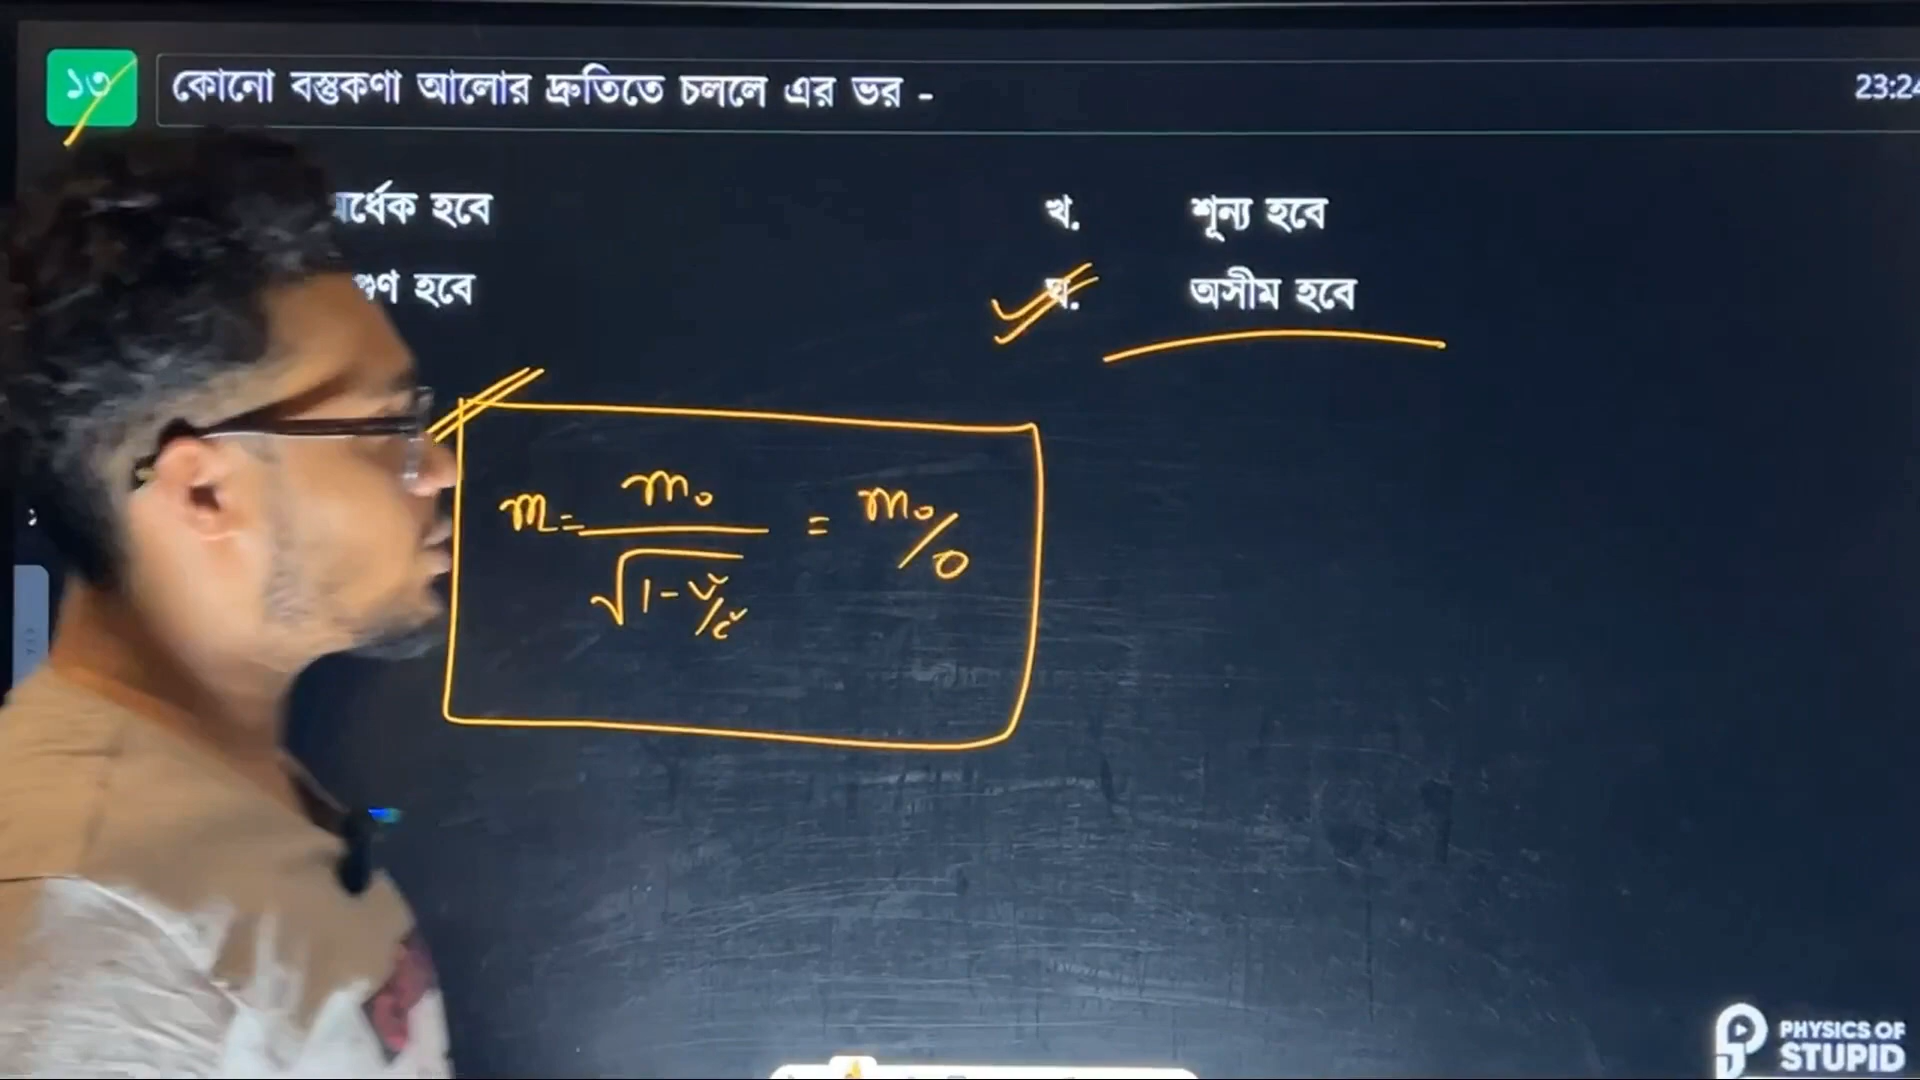 ১৩ কোনো বস্তুকণা আলোর দ্রুতিতে চললে এর ভর - 23:24
হবে খ. শূন্য হবে
হবে ঘ. অসীম হবে
m = m₀ / √1 - v²/c² = m₀/0
PHYSICS OF
STUPID